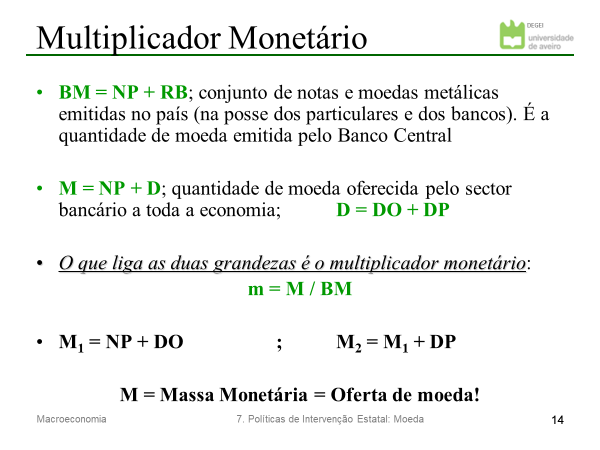 Multiplicador Monetário
DEGEI
universidade
de aveiro
• BM = NP + RB; conjunto de notas e moedas metálicas
emitidas no país (na posse dos particulares e dos bancos). É a
quantidade de moeda emitida pelo Banco Central
• M = NP + D; quantidade de moeda oferecida pelo sector
bancário a toda a economia; D = DO + DP
• O que liga as duas grandezas é o multiplicador monetário:
m = M / BM
• M₁ = NP + DO ; M₂ = M₁ + DP
M = Massa Monetária = Oferta de moeda!
Macroeconomia 7. Políticas de Intervenção Estatal: Moeda 14